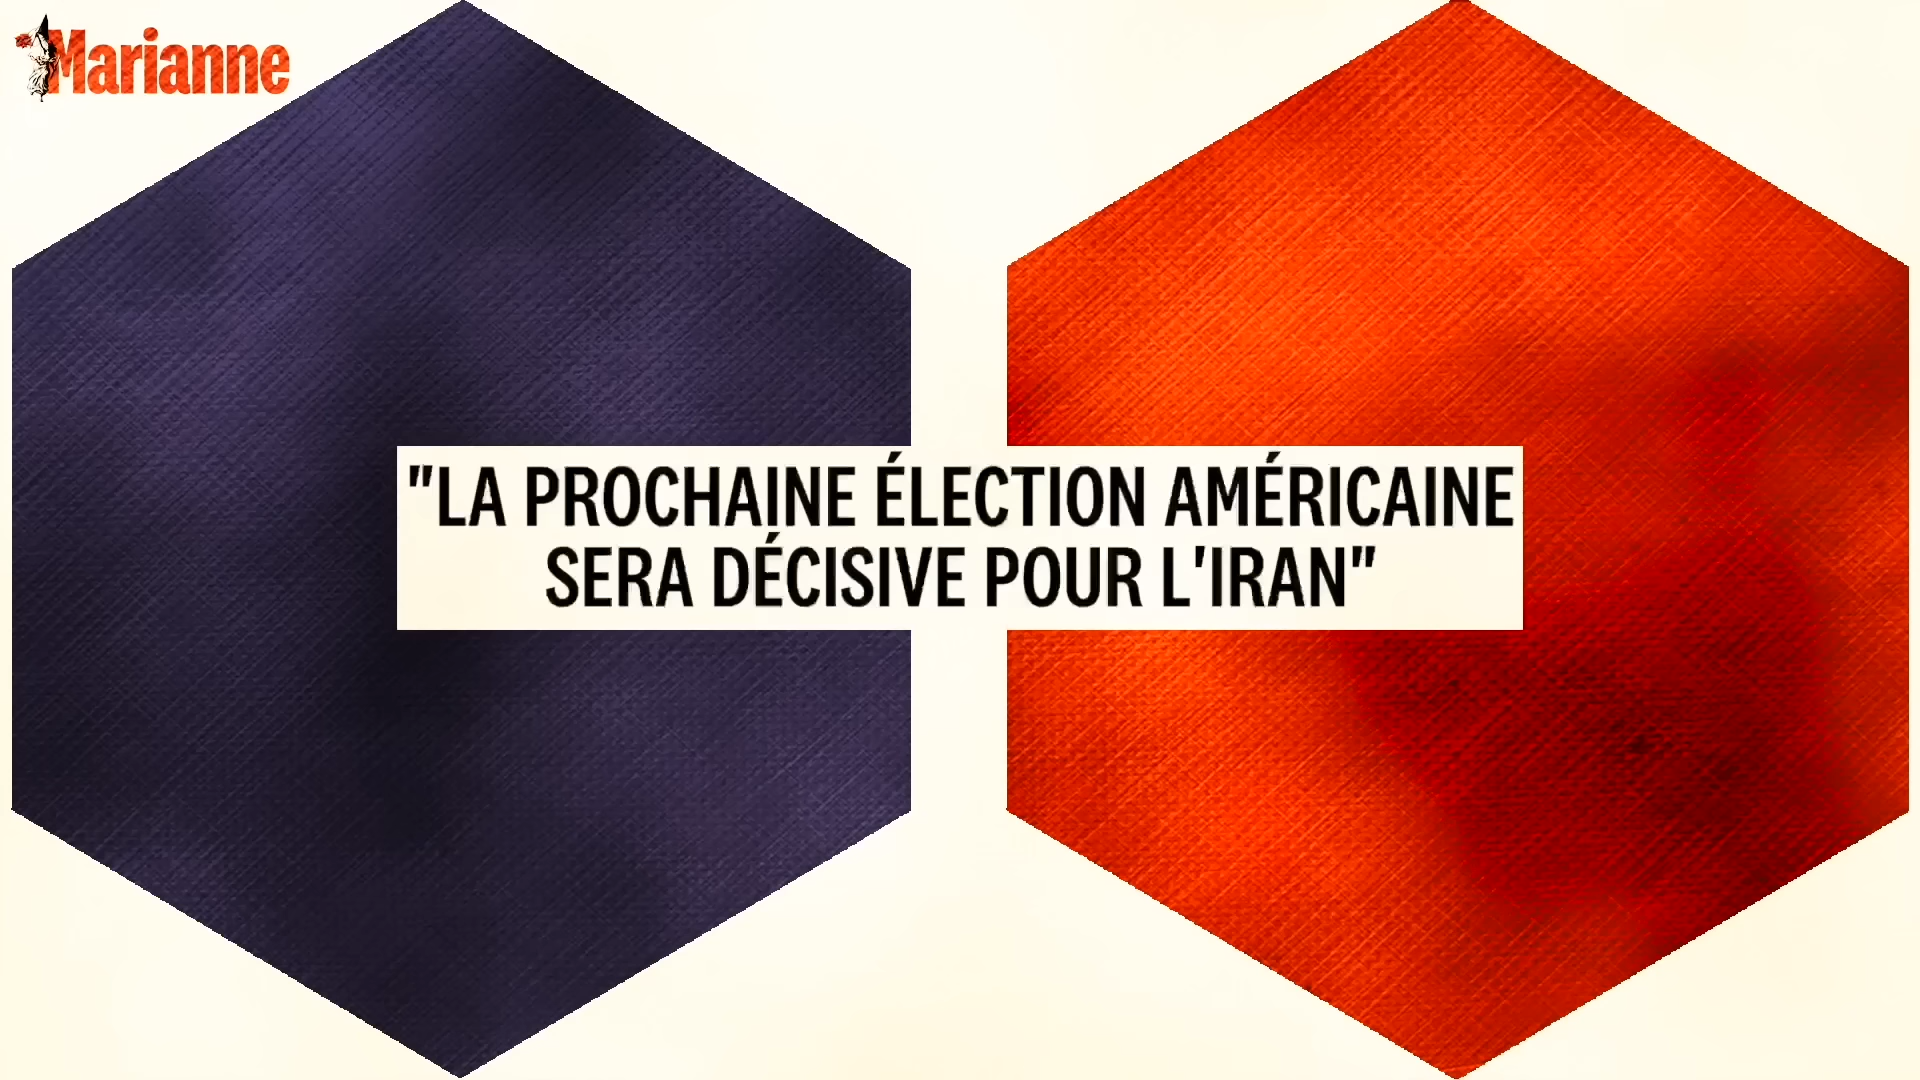 Marianne
"LA PROCHAINE ÉLECTION AMÉRICAINE
SERA DÉCISIVE POUR L'IRAN"